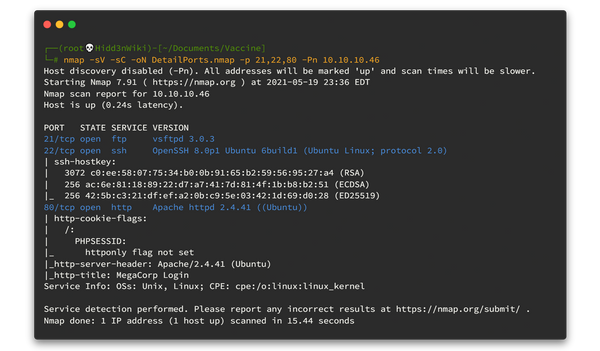 ┌──(root💀Hidd3nWiki)-[~/Documents/Vaccine]
└─# nmap -sV -sC -oN DetailPorts.nmap -p 21,22,80 -Pn 10.10.10.46
Host discovery disabled (-Pn). All addresses will be marked 'up' and scan times will be slower.
Starting Nmap 7.91 ( https://nmap.org ) at 2021-05-19 23:36 EDT
Nmap scan report for 10.10.10.46
Host is up (0.24s latency).

PORT   STATE SERVICE VERSION
21/tcp open  ftp     vsftpd 3.0.3
22/tcp open  ssh     OpenSSH 8.0p1 Ubuntu 6build1 (Ubuntu Linux; protocol 2.0)
| ssh-hostkey:
|   3072 c0:ee:58:07:75:34:b0:0b:91:65:b2:59:56:95:27:a4 (RSA)
|   256 ac:6e:81:18:89:22:d7:a7:41:7d:81:4f:1b:b8:b2:51 (ECDSA)
|_  256 42:5b:c3:21:df:ef:a2:0b:c9:5e:03:42:1d:69:d0:28 (ED25519)
80/tcp open  http    Apache httpd 2.4.41 ((Ubuntu))
| http-cookie-flags:
|   /:
|     PHPSESSID:
|_      httponly flag not set
|_http-server-header: Apache/2.4.41 (Ubuntu)
|_http-title: MegaCorp Login
Service Info: OSs: Unix, Linux; CPE: cpe:/o:linux:linux_kernel

Service detection performed. Please report any incorrect results at https://nmap.org/submit/ .
Nmap done: 1 IP address (1 host up) scanned in 15.44 seconds